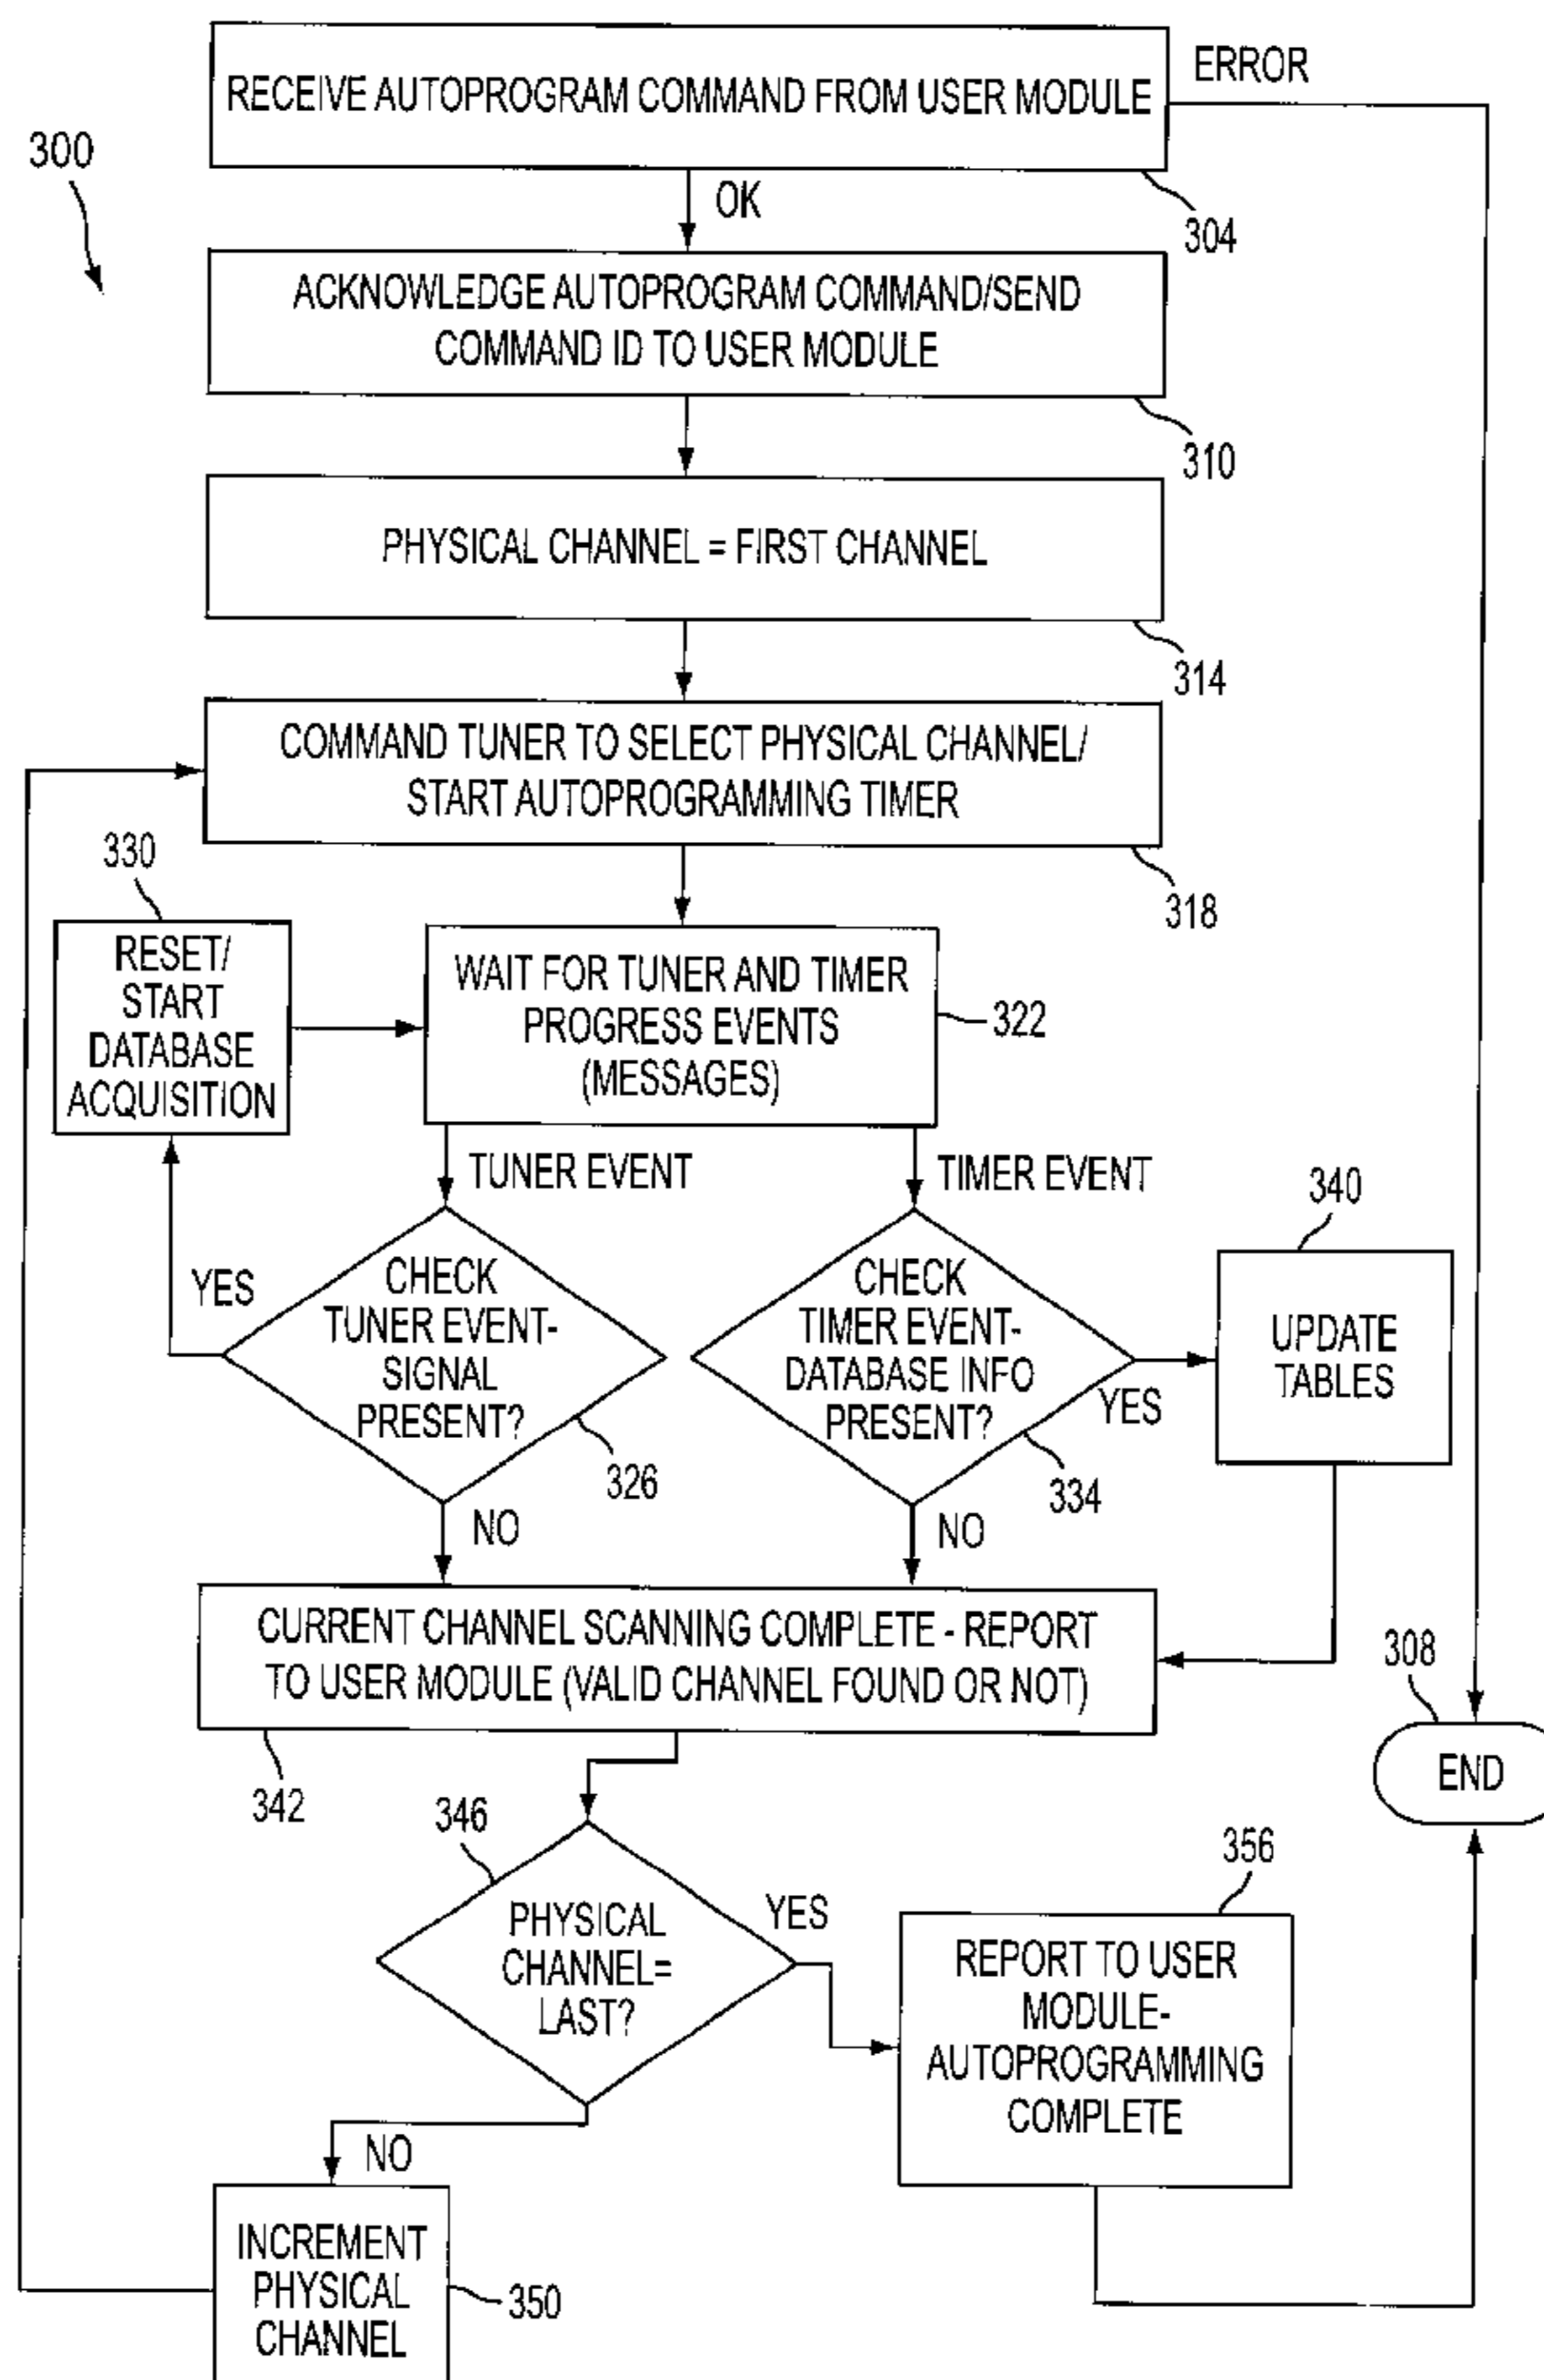 RECEIVE AUTOPROGRAM COMMAND FROM USER MODULE
ERROR
300
OK
304
ACKNOWLEDGE AUTOPROGRAM COMMAND/SEND
COMMAND ID TO USER MODULE
310
PHYSICAL CHANNEL = FIRST CHANNEL
314
COMMAND TUNER TO SELECT PHYSICAL CHANNEL/
START AUTOPROGRAMMING TIMER
318
330
RESET/
START
DATABASE
ACQUISITION
WAIT FOR TUNER AND TIMER
PROGRESS EVENTS
(MESSAGES)
322
TUNER EVENT
TIMER EVENT
340
YES
CHECK
TUNER EVENT-
SIGNAL
PRESENT?
326
CHECK
TIMER EVENT-
DATABASE INFO
PRESENT?
YES
334
UPDATE
TABLES
NO
NO
CURRENT CHANNEL SCANNING COMPLETE - REPORT
TO USER MODULE (VALID CHANNEL FOUND OR NOT)
342
308
END
346
PHYSICAL
CHANNEL=
LAST?
YES
356
REPORT TO USER
MODULE-
AUTOPROGRAMMING
COMPLETE
NO
INCREMENT
PHYSICAL
CHANNEL
350